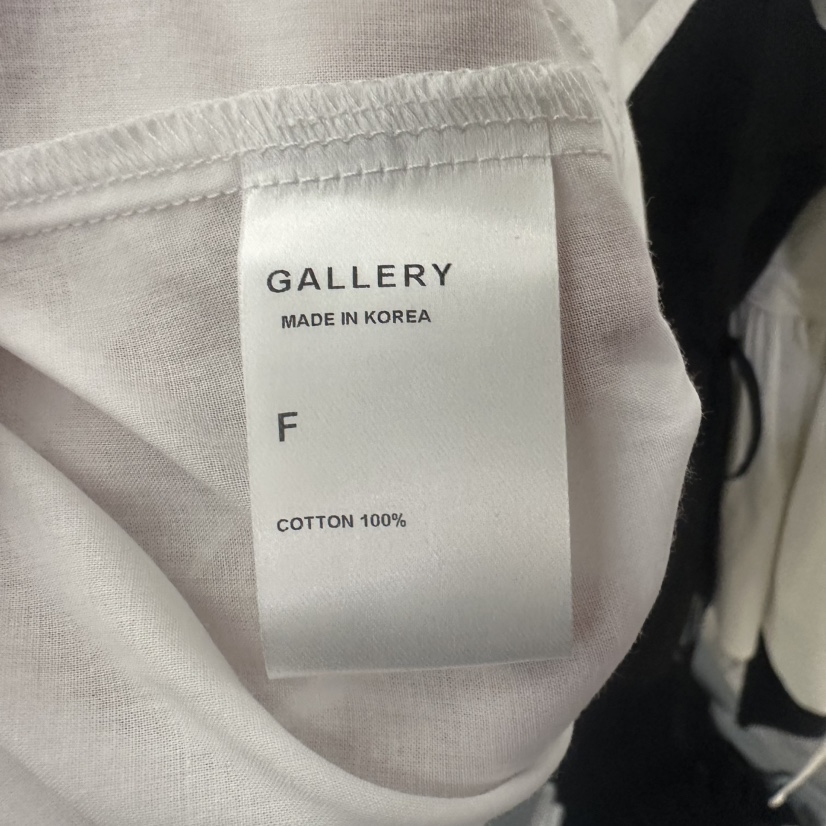 GALLERY
MADE IN KOREA
F
COTTON 100%